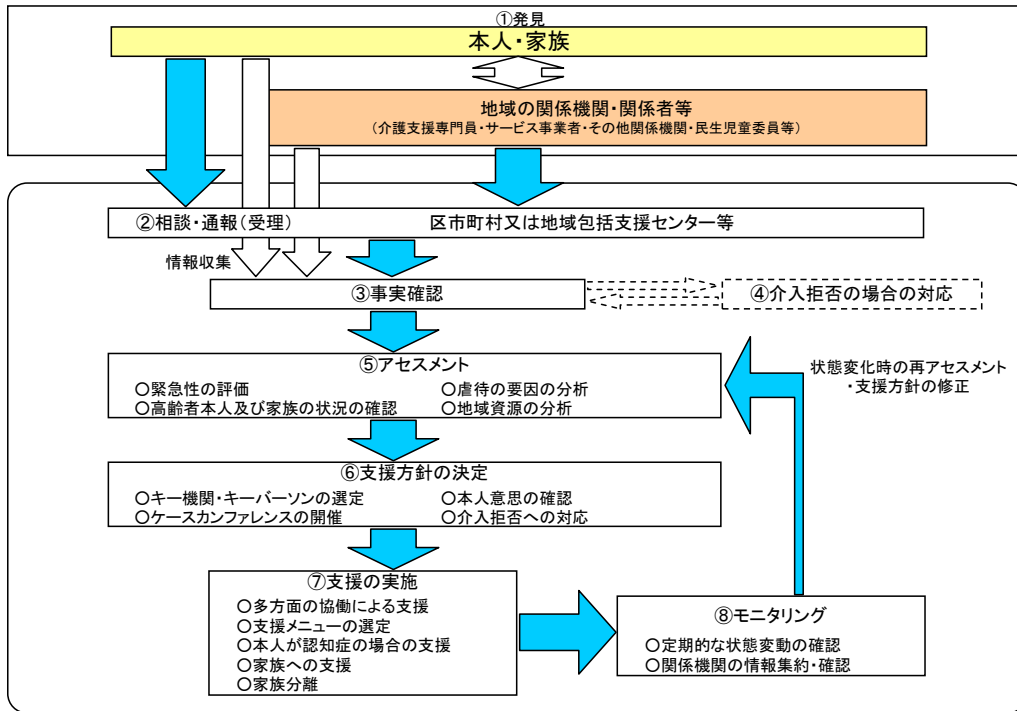 ①発見
本人・家族
地域の関係機関・関係者等
（介護支援専門員・サービス事業者・その他関係機関・民生児童委員等）
②相談・通報（受理）
区市町村又は地域包括支援センター等
情報収集
③事実確認
④介入拒否の場合の対応
⑤アセスメント
○緊急性の評価
○虐待の要因の分析
○高齢者本人及び家族の状況の確認
○地域資源の分析
状態変化時の再アセスメント
・支援方針の修正
⑥支援方針の決定
○キー機関・キーパーソンの選定
○本人意思の確認
○ケースカンファレンスの開催
○介入拒否への対応
⑦支援の実施
○多方面の協働による支援
○支援メニューの選定
○本人が認知症の場合の支援
○家族への支援
○家族分離
⑧モニタリング
○定期的な状態変動の確認
○関係機関の情報集約・確認